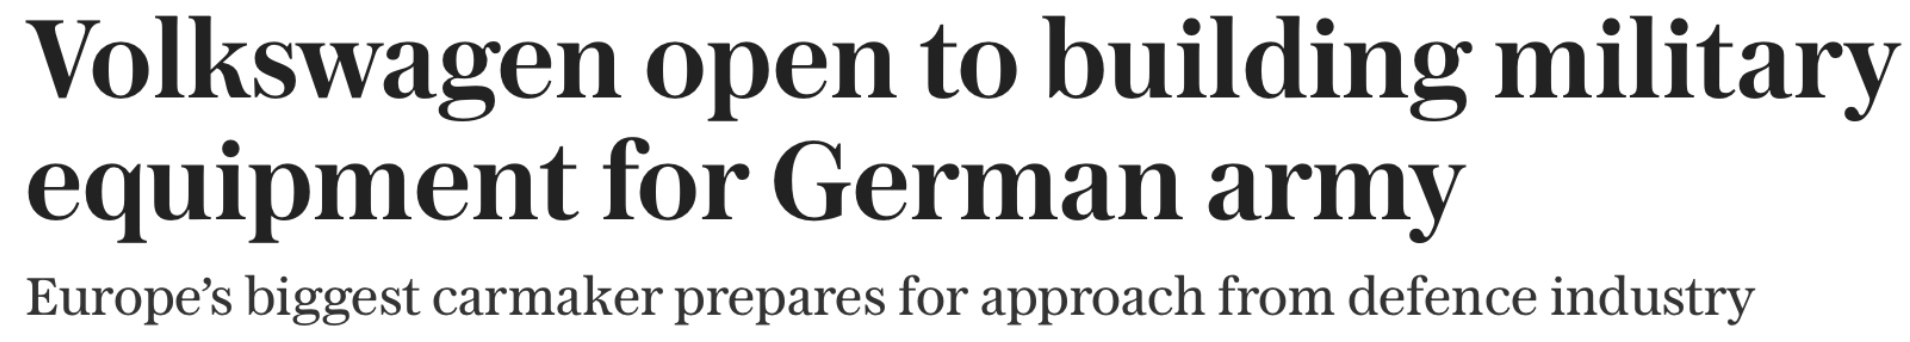 Volkswagen open to building military
equipment for German army
Europe’s biggest carmaker prepares for approach from defence industry